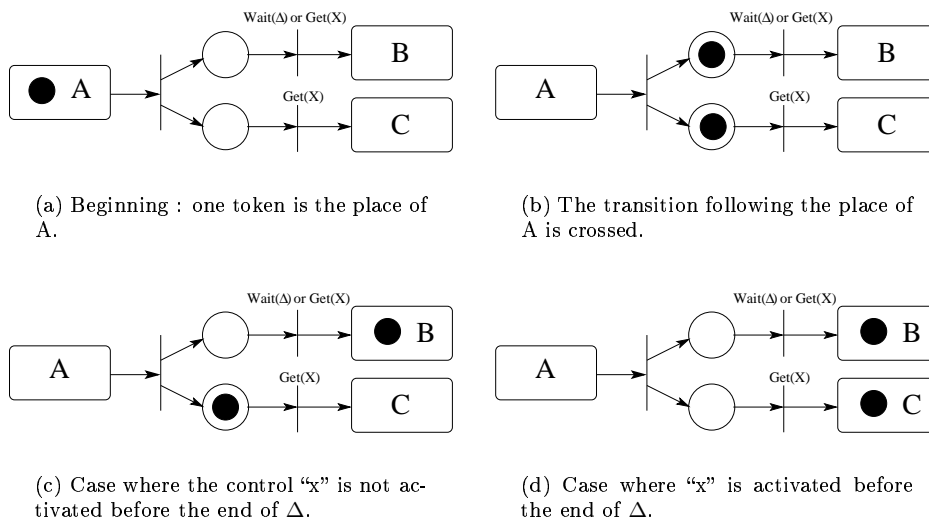 Wait(Δ) or Get(X)
B
A
Get(X)
C
(a) Beginning : one token is the place of
A.
Wait(Δ) or Get(X)
B
A
Get(X)
C
(b) The transition following the place of
A is crossed.
Wait(Δ) or Get(X)
B
A
Get(X)
C
(c) Case where the control “x” is not ac-
tivated before the end of Δ.
Wait(Δ) or Get(X)
B
A
Get(X)
C
(d) Case where “x” is activated before
the end of Δ.